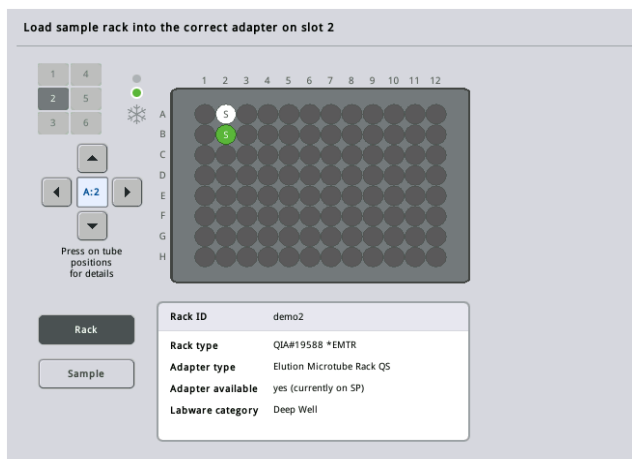 Load sample rack into the correct adapter on slot 2
1 4
2 5
3 6
1 2 3 4 5 6 7 8 9 10 11 12
A S
B S
C
D
E
F
G
H
A:2
Press on tube
positions
for details
Rack
Sample
Rack ID demo2
Rack type QIA#19588 *EMTR
Adapter type Elution Microtube Rack QS
Adapter available yes (currently on SP)
Labware category Deep Well